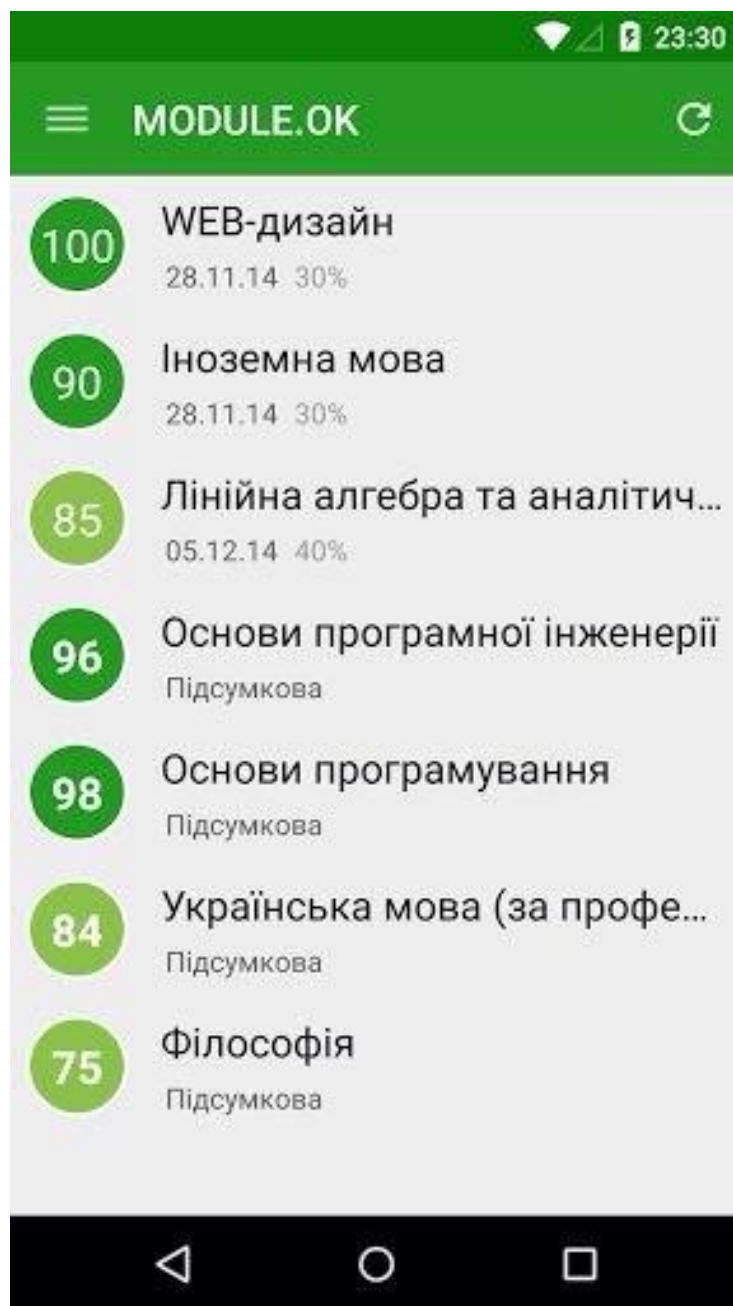 23:30
MODULE.OK
100
WEB-дизайн
28.11.14 30%
90
Іноземна мова
28.11.14 30%
85
Лінійна алгебра та аналітич...
05.12.14 40%
96
Основи програмної інженерії
Підсумкова
98
Основи програмування
Підсумкова
84
Українська мова (за профе...
Підсумкова
75
Філософія
Підсумкова